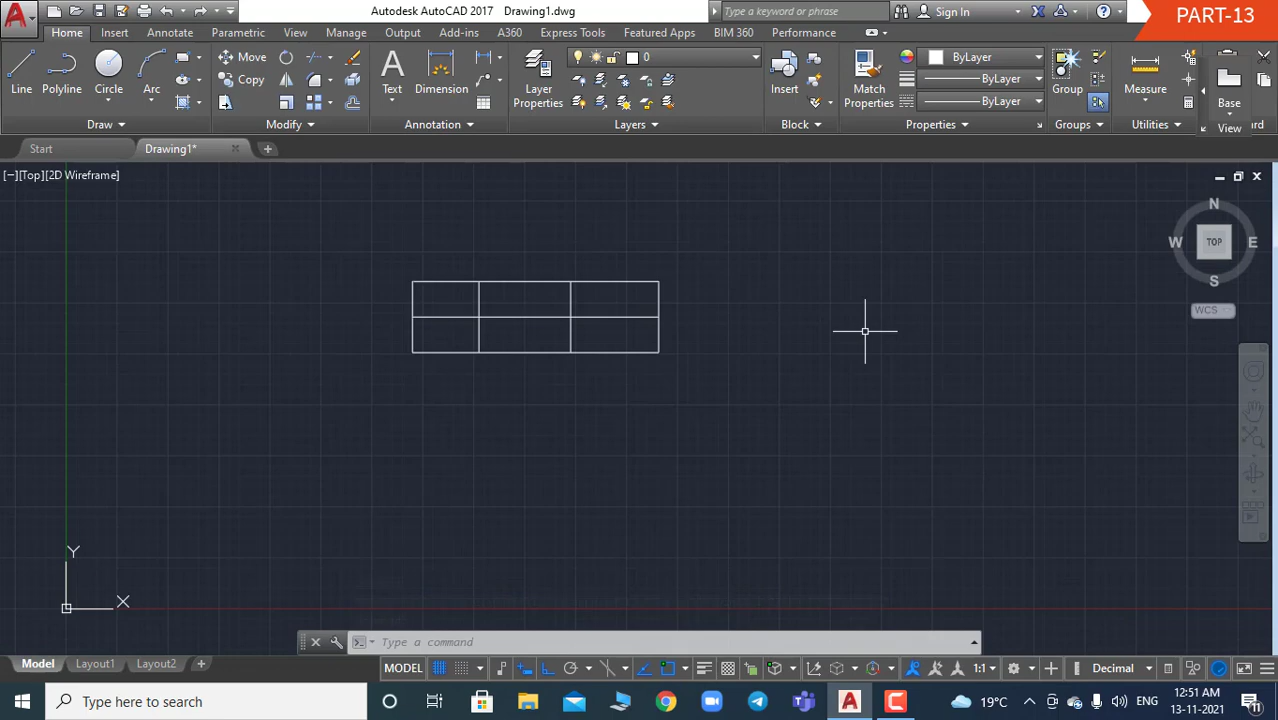 Autodesk AutoCAD 2017 Drawing1.dwg
Type a keyword or phrase
Sign In
PART-13
Home Insert Annotate Parametric View Manage Output Add-ins A360 Express Tools Featured Apps BIM 360 Performance
Line Polyline Circle Arc
Move
Copy
Text Dimension
Layer Properties
0
Insert
Match Properties
ByLayer
ByLayer
ByLayer
Group
Measure
Base
Draw Modify Annotation Layers Block Properties Groups Utilities View
Start Drawing1*
[−][Top][2D Wireframe]
N
W TOP E
S
WCS
Y
X
Type a command
Model Layout1 Layout2
MODEL 1:1 Decimal
Type here to search
19°C
ENG
12:51 AM
13-11-2021
11